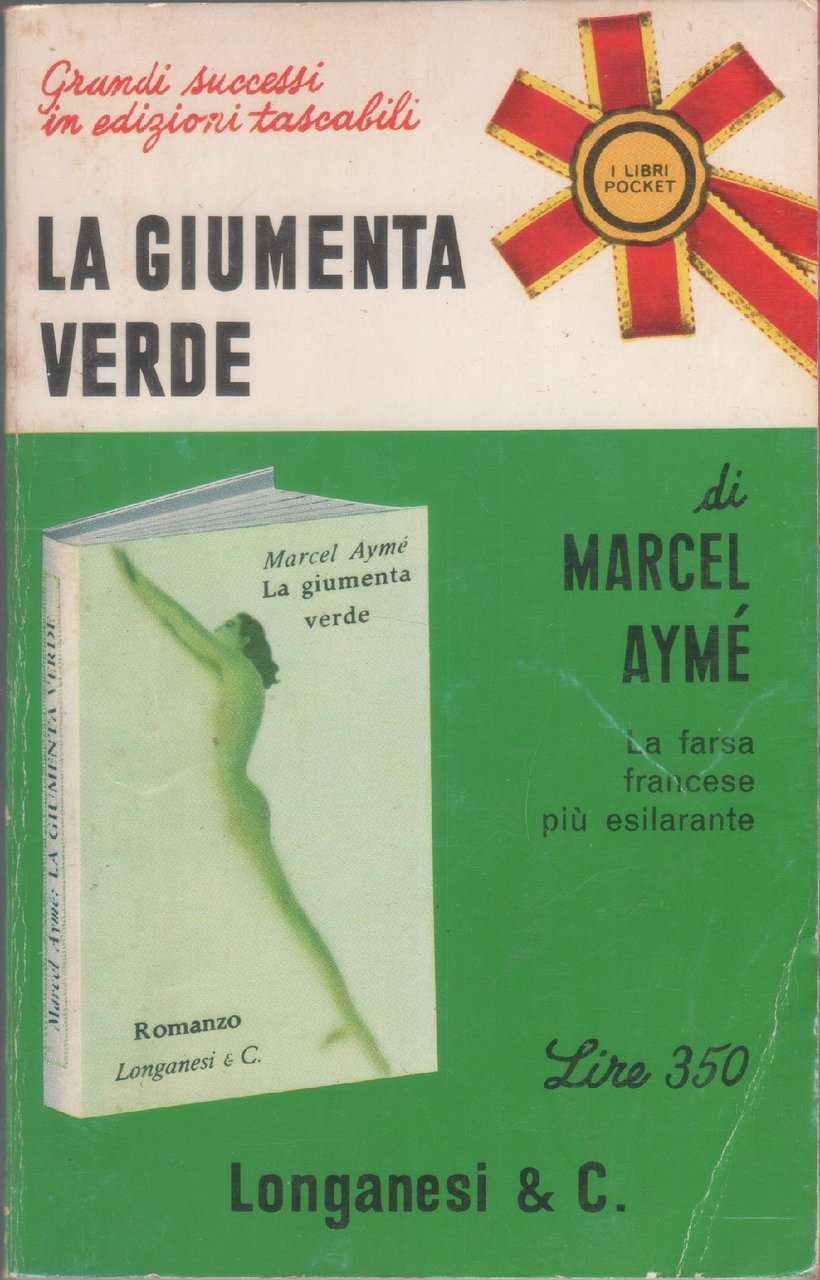 Grandi successi
in edizioni tascabili
I LIBRI
POCKET
LA GIUMENTA
VERDE
di
MARCEL
AYMÉ
La farsa
francese
più esilarante
Marcel Aymé
La giumenta
verde
Marcel Aymé: LA GIUMENTA VERDE
Romanzo
Longanesi & C.
Lire 350
Longanesi & C.